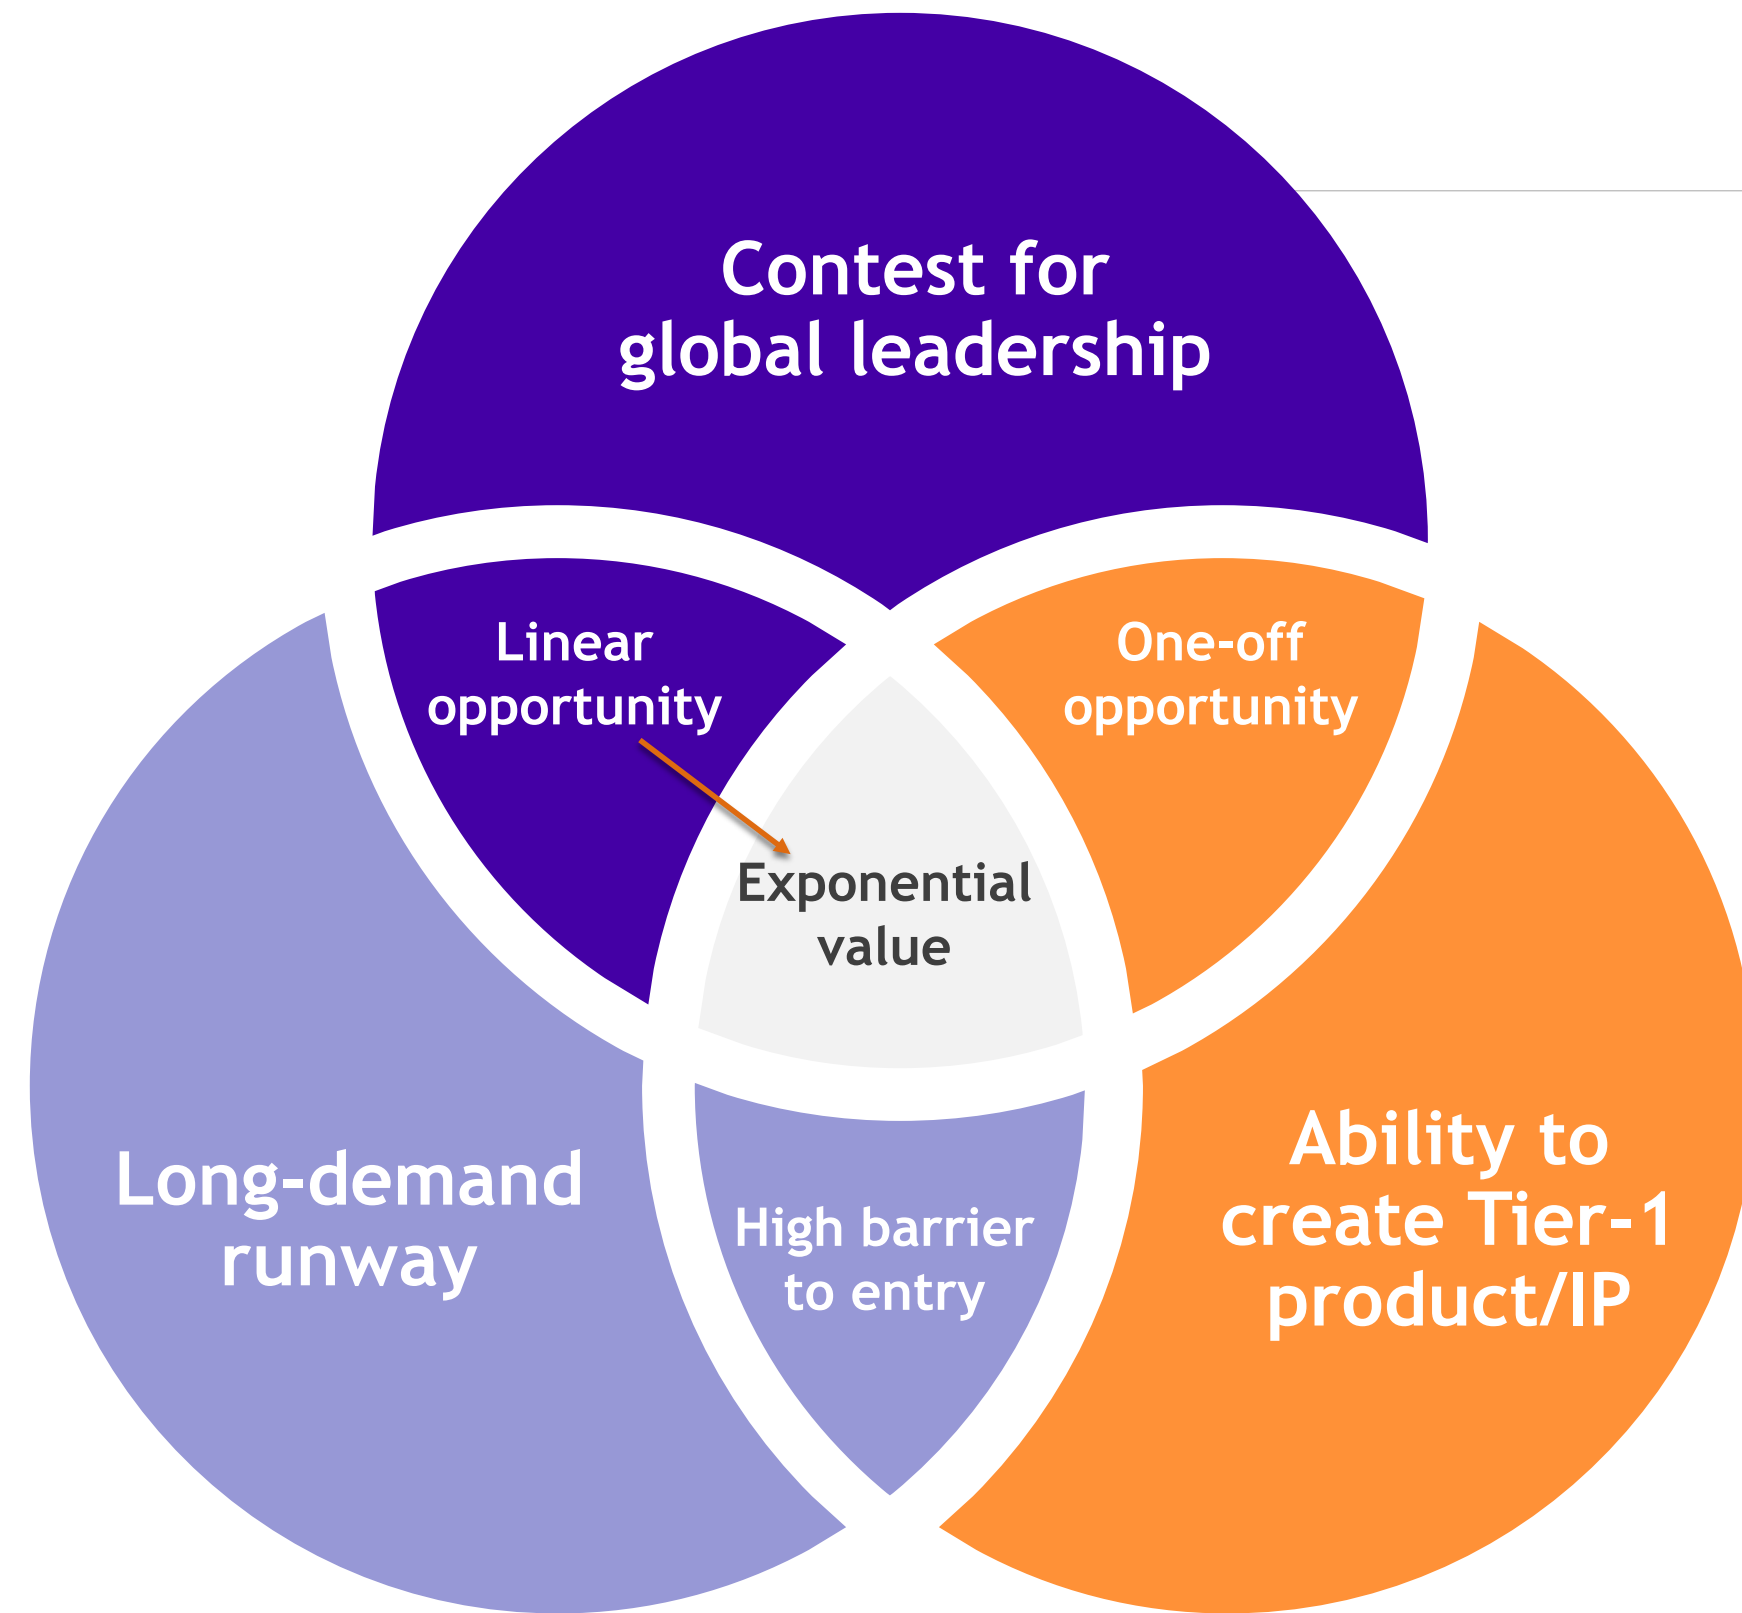 Contest for
global leadership
Linear
opportunity
One-off
opportunity
Exponential
value
Long-demand
runway
High barrier
to entry
Ability to
create Tier-1
product/IP